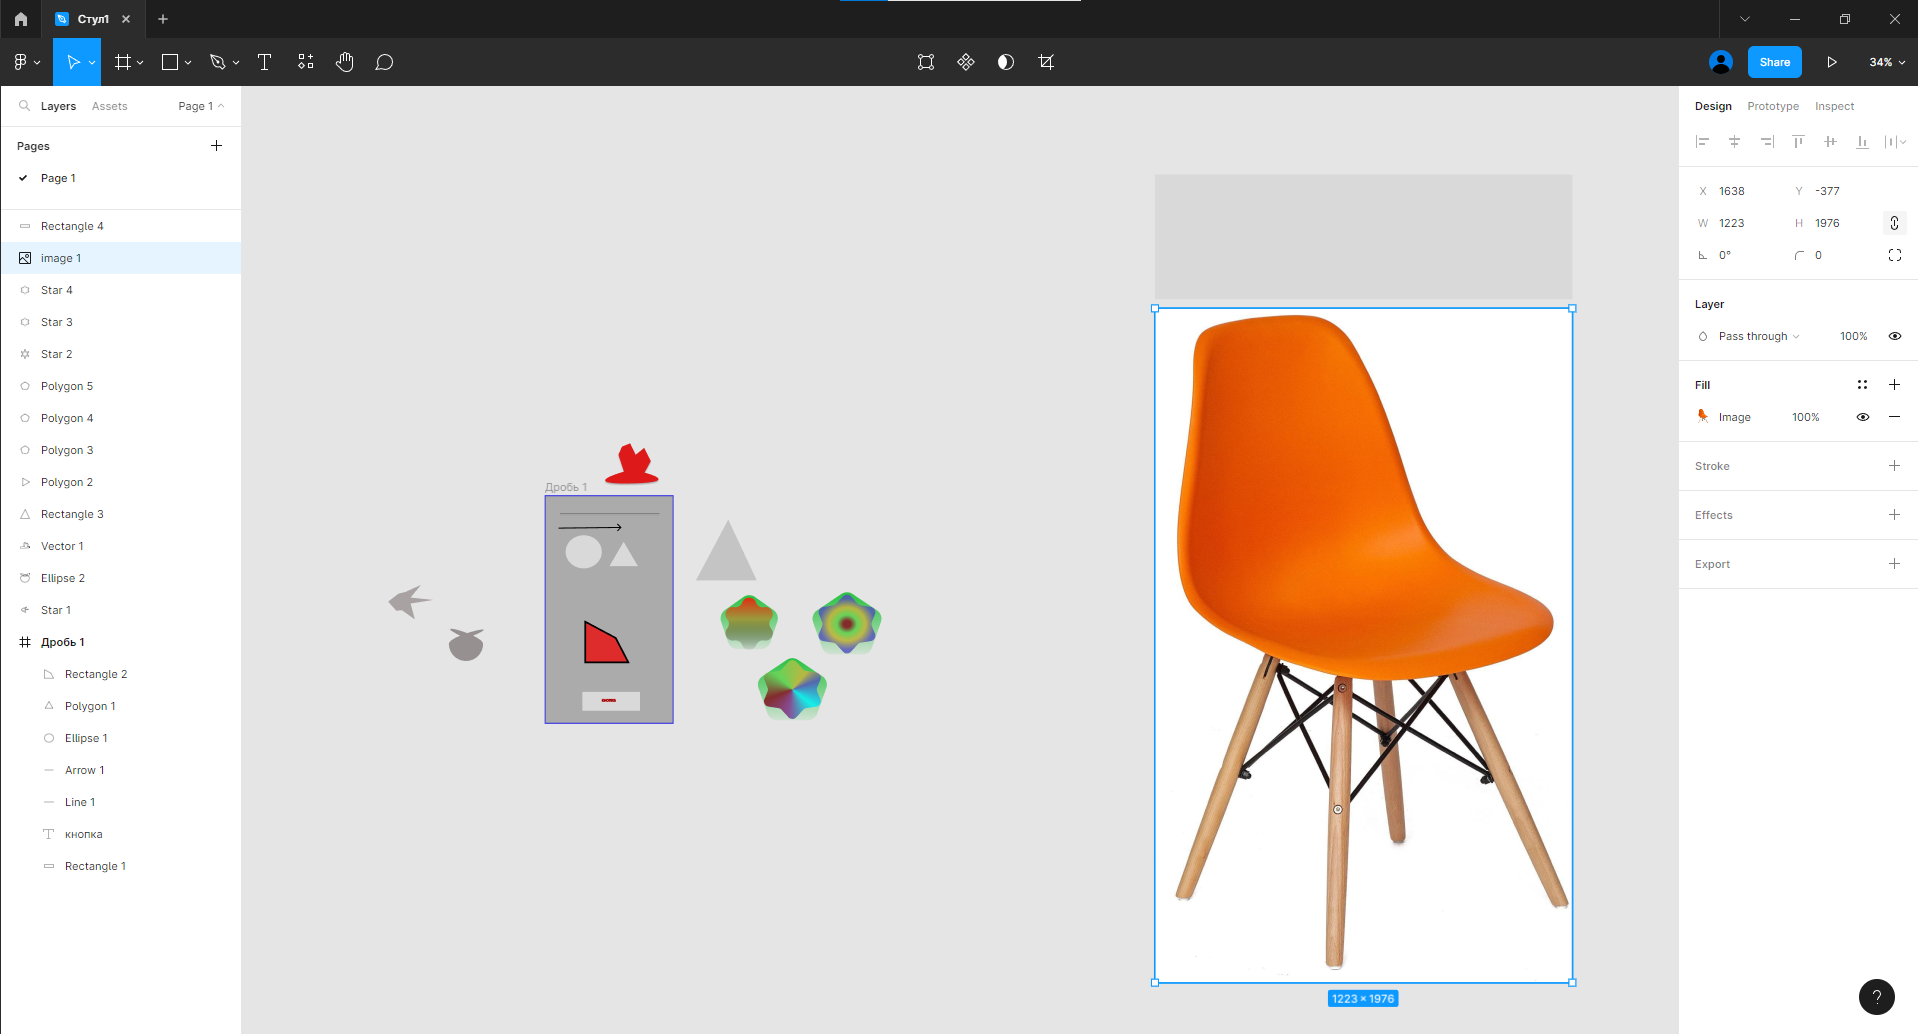 Стул1
Share
34%
Layers
Assets
Page 1
Pages
Page 1
Rectangle 4
image 1
Star 4
Star 3
Star 2
Polygon 5
Polygon 4
Polygon 3
Polygon 2
Rectangle 3
Vector 1
Ellipse 2
Star 1
Дробь 1
Rectangle 2
Polygon 1
Ellipse 1
Arrow 1
Line 1
кнопка
Rectangle 1
Дробь 1
1223 × 1976
Design
Prototype
Inspect
X 1638
Y -377
W 1223
H 1976
0°
0
Layer
Pass through
100%
Fill
Image
100%
Stroke
Effects
Export
?